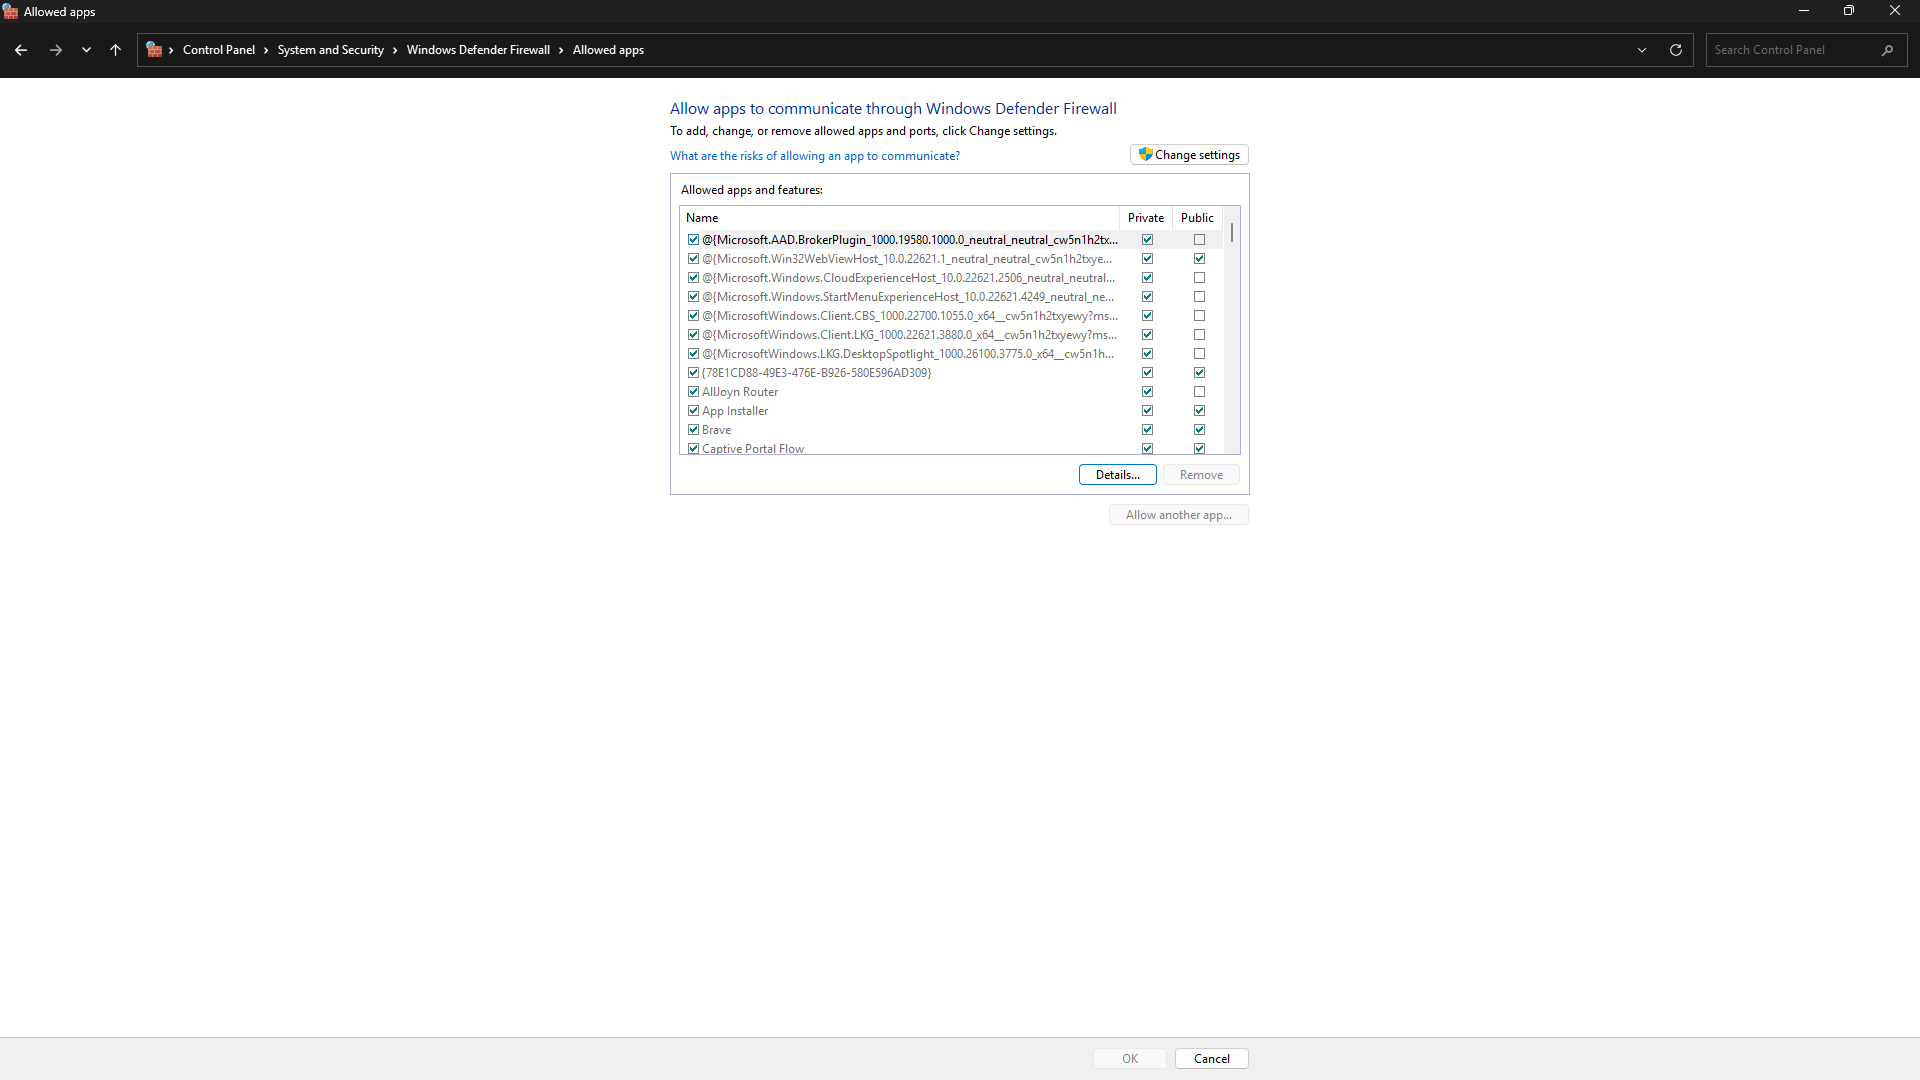 Allowed apps
Control Panel > System and Security > Windows Defender Firewall > Allowed apps
Search Control Panel
Allow apps to communicate through Windows Defender Firewall
To add, change, or remove allowed apps and ports, click Change settings.
What are the risks of allowing an app to communicate?
Change settings
Allowed apps and features:
Name Private Public
@{Microsoft.AAD.BrokerPlugin_1000.19580.1000.0_neutral_neutral_cw5n1h2tx...
@{Microsoft.Win32WebViewHost_10.0.22621.1_neutral_neutral_cw5n1h2txye...
@{Microsoft.Windows.CloudExperienceHost_10.0.22621.2506_neutral_neutral...
@{Microsoft.Windows.StartMenuExperienceHost_10.0.22621.4249_neutral_ne...
@{MicrosoftWindows.Client.CBS_1000.22700.1055.0_x64__cw5n1h2txyewy?ms...
@{MicrosoftWindows.Client.LKG_1000.22621.3880.0_x64__cw5n1h2txyewy?ms...
@{MicrosoftWindows.LKG.DesktopSpotlight_1000.26100.3775.0_x64__cw5n1h...
{78E1CD88-49E3-476E-B926-580E596AD309}
AllJoyn Router
App Installer
Brave
Captive Portal Flow
Details... Remove
Allow another app...
OK Cancel